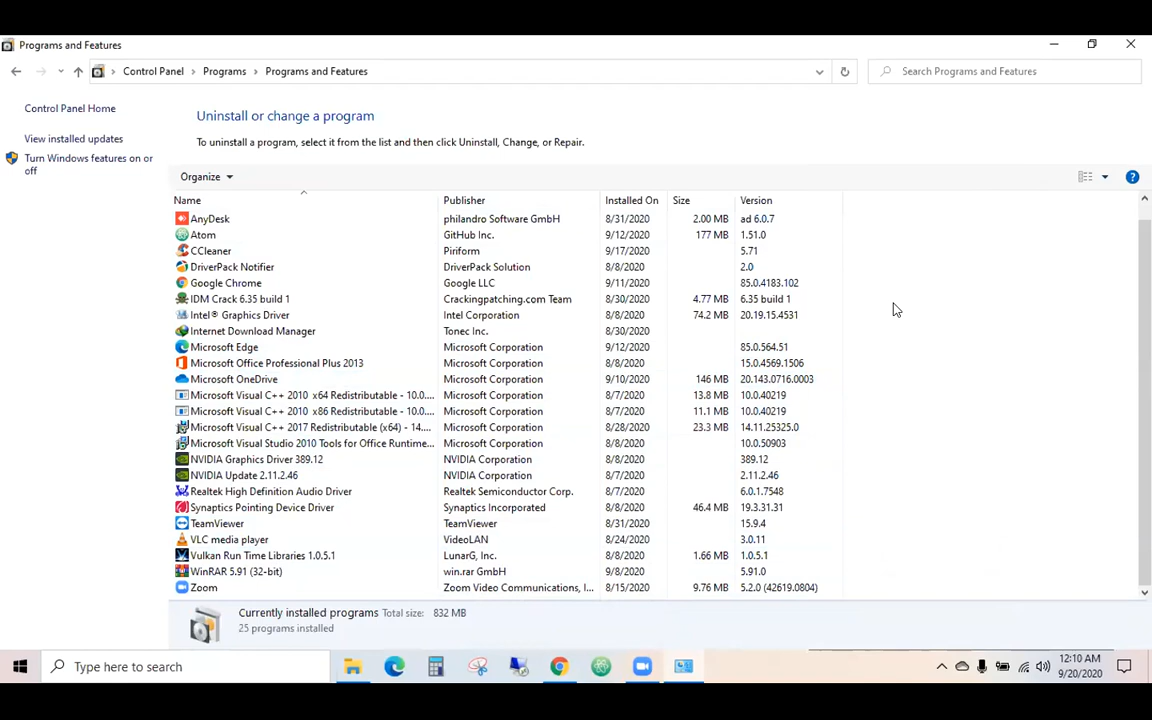 Programs and Features
Control Panel > Programs > Programs and Features
Search Programs and Features
Control Panel Home
View installed updates
Turn Windows features on or
off
Uninstall or change a program
To uninstall a program, select it from the list and then click Uninstall, Change, or Repair.
Organize
Name Publisher Installed On Size Version
AnyDesk philandro Software GmbH 8/31/2020 2.00 MB ad 6.0.7
Atom GitHub Inc. 9/12/2020 177 MB 1.51.0
CCleaner Piriform 9/17/2020 5.71
DriverPack Notifier DriverPack Solution 8/8/2020 2.0
Google Chrome Google LLC 9/11/2020 85.0.4183.102
IDM Crack 6.35 build 1 Crackingpatching.com Team 8/30/2020 4.77 MB 6.35 build 1
Intel® Graphics Driver Intel Corporation 8/8/2020 74.2 MB 20.19.15.4531
Internet Download Manager Tonec Inc. 8/30/2020
Microsoft Edge Microsoft Corporation 9/12/2020 85.0.564.51
Microsoft Office Professional Plus 2013 Microsoft Corporation 8/8/2020 15.0.4569.1506
Microsoft OneDrive Microsoft Corporation 9/10/2020 146 MB 20.143.0716.0003
Microsoft Visual C++ 2010 x64 Redistributable - 10.0.... Microsoft Corporation 8/7/2020 13.8 MB 10.0.40219
Microsoft Visual C++ 2010 x86 Redistributable - 10.0.... Microsoft Corporation 8/7/2020 11.1 MB 10.0.40219
Microsoft Visual C++ 2017 Redistributable (x64) - 14.... Microsoft Corporation 8/28/2020 23.3 MB 14.11.25325.0
Microsoft Visual Studio 2010 Tools for Office Runtime... Microsoft Corporation 8/8/2020 10.0.50903
NVIDIA Graphics Driver 389.12 NVIDIA Corporation 8/8/2020 389.12
NVIDIA Update 2.11.2.46 NVIDIA Corporation 8/7/2020 2.11.2.46
Realtek High Definition Audio Driver Realtek Semiconductor Corp. 8/7/2020 6.0.1.7548
Synaptics Pointing Device Driver Synaptics Incorporated 8/8/2020 46.4 MB 19.3.31.31
TeamViewer TeamViewer 8/31/2020 15.9.4
VLC media player VideoLAN 8/24/2020 3.0.11
Vulkan Run Time Libraries 1.0.5.1 LunarG, Inc. 8/8/2020 1.66 MB 1.0.5.1
WinRAR 5.91 (32-bit) win.rar GmbH 9/8/2020 5.91.0
Zoom Zoom Video Communications, I... 8/15/2020 9.76 MB 5.2.0 (42619.0804)
Currently installed programs Total size: 832 MB
25 programs installed
Type here to search
12:10 AM
9/20/2020